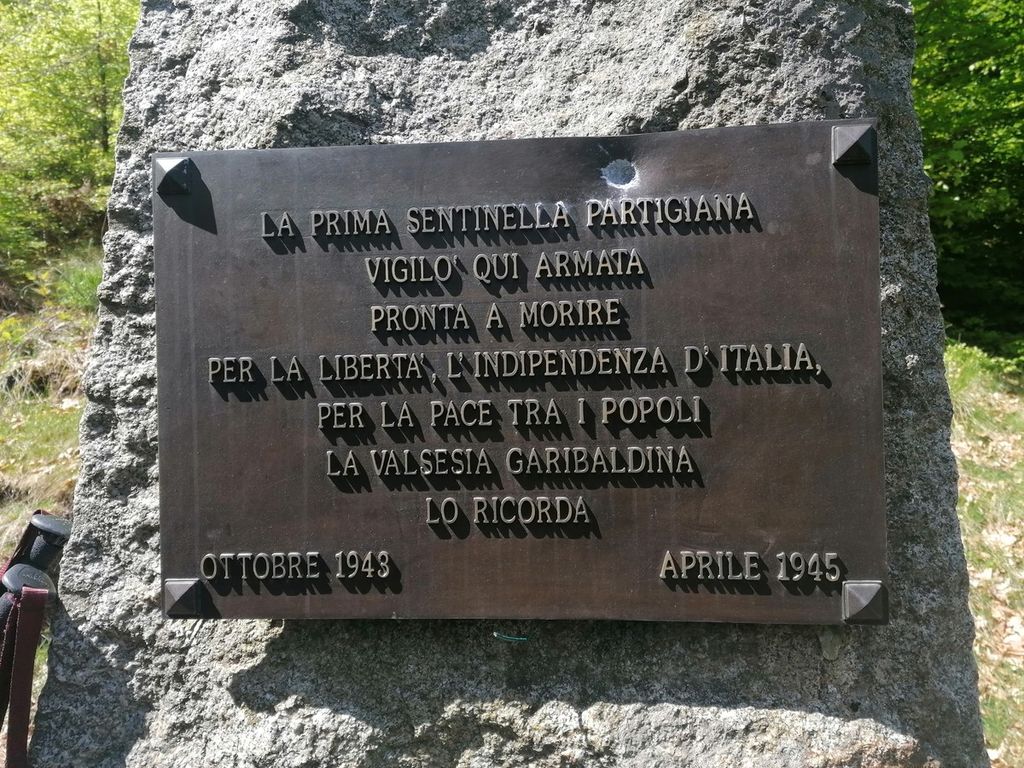 LA PRIMA SENTINELLA PARTIGIANA
VIGILO' QUI ARMATA
PRONTA A MORIRE
PER LA LIBERTA', L'INDIPENDENZA D'ITALIA,
PER LA PACE TRA I POPOLI
LA VALSESIA GARIBALDINA
LO RICORDA
OTTOBRE 1943 APRILE 1945